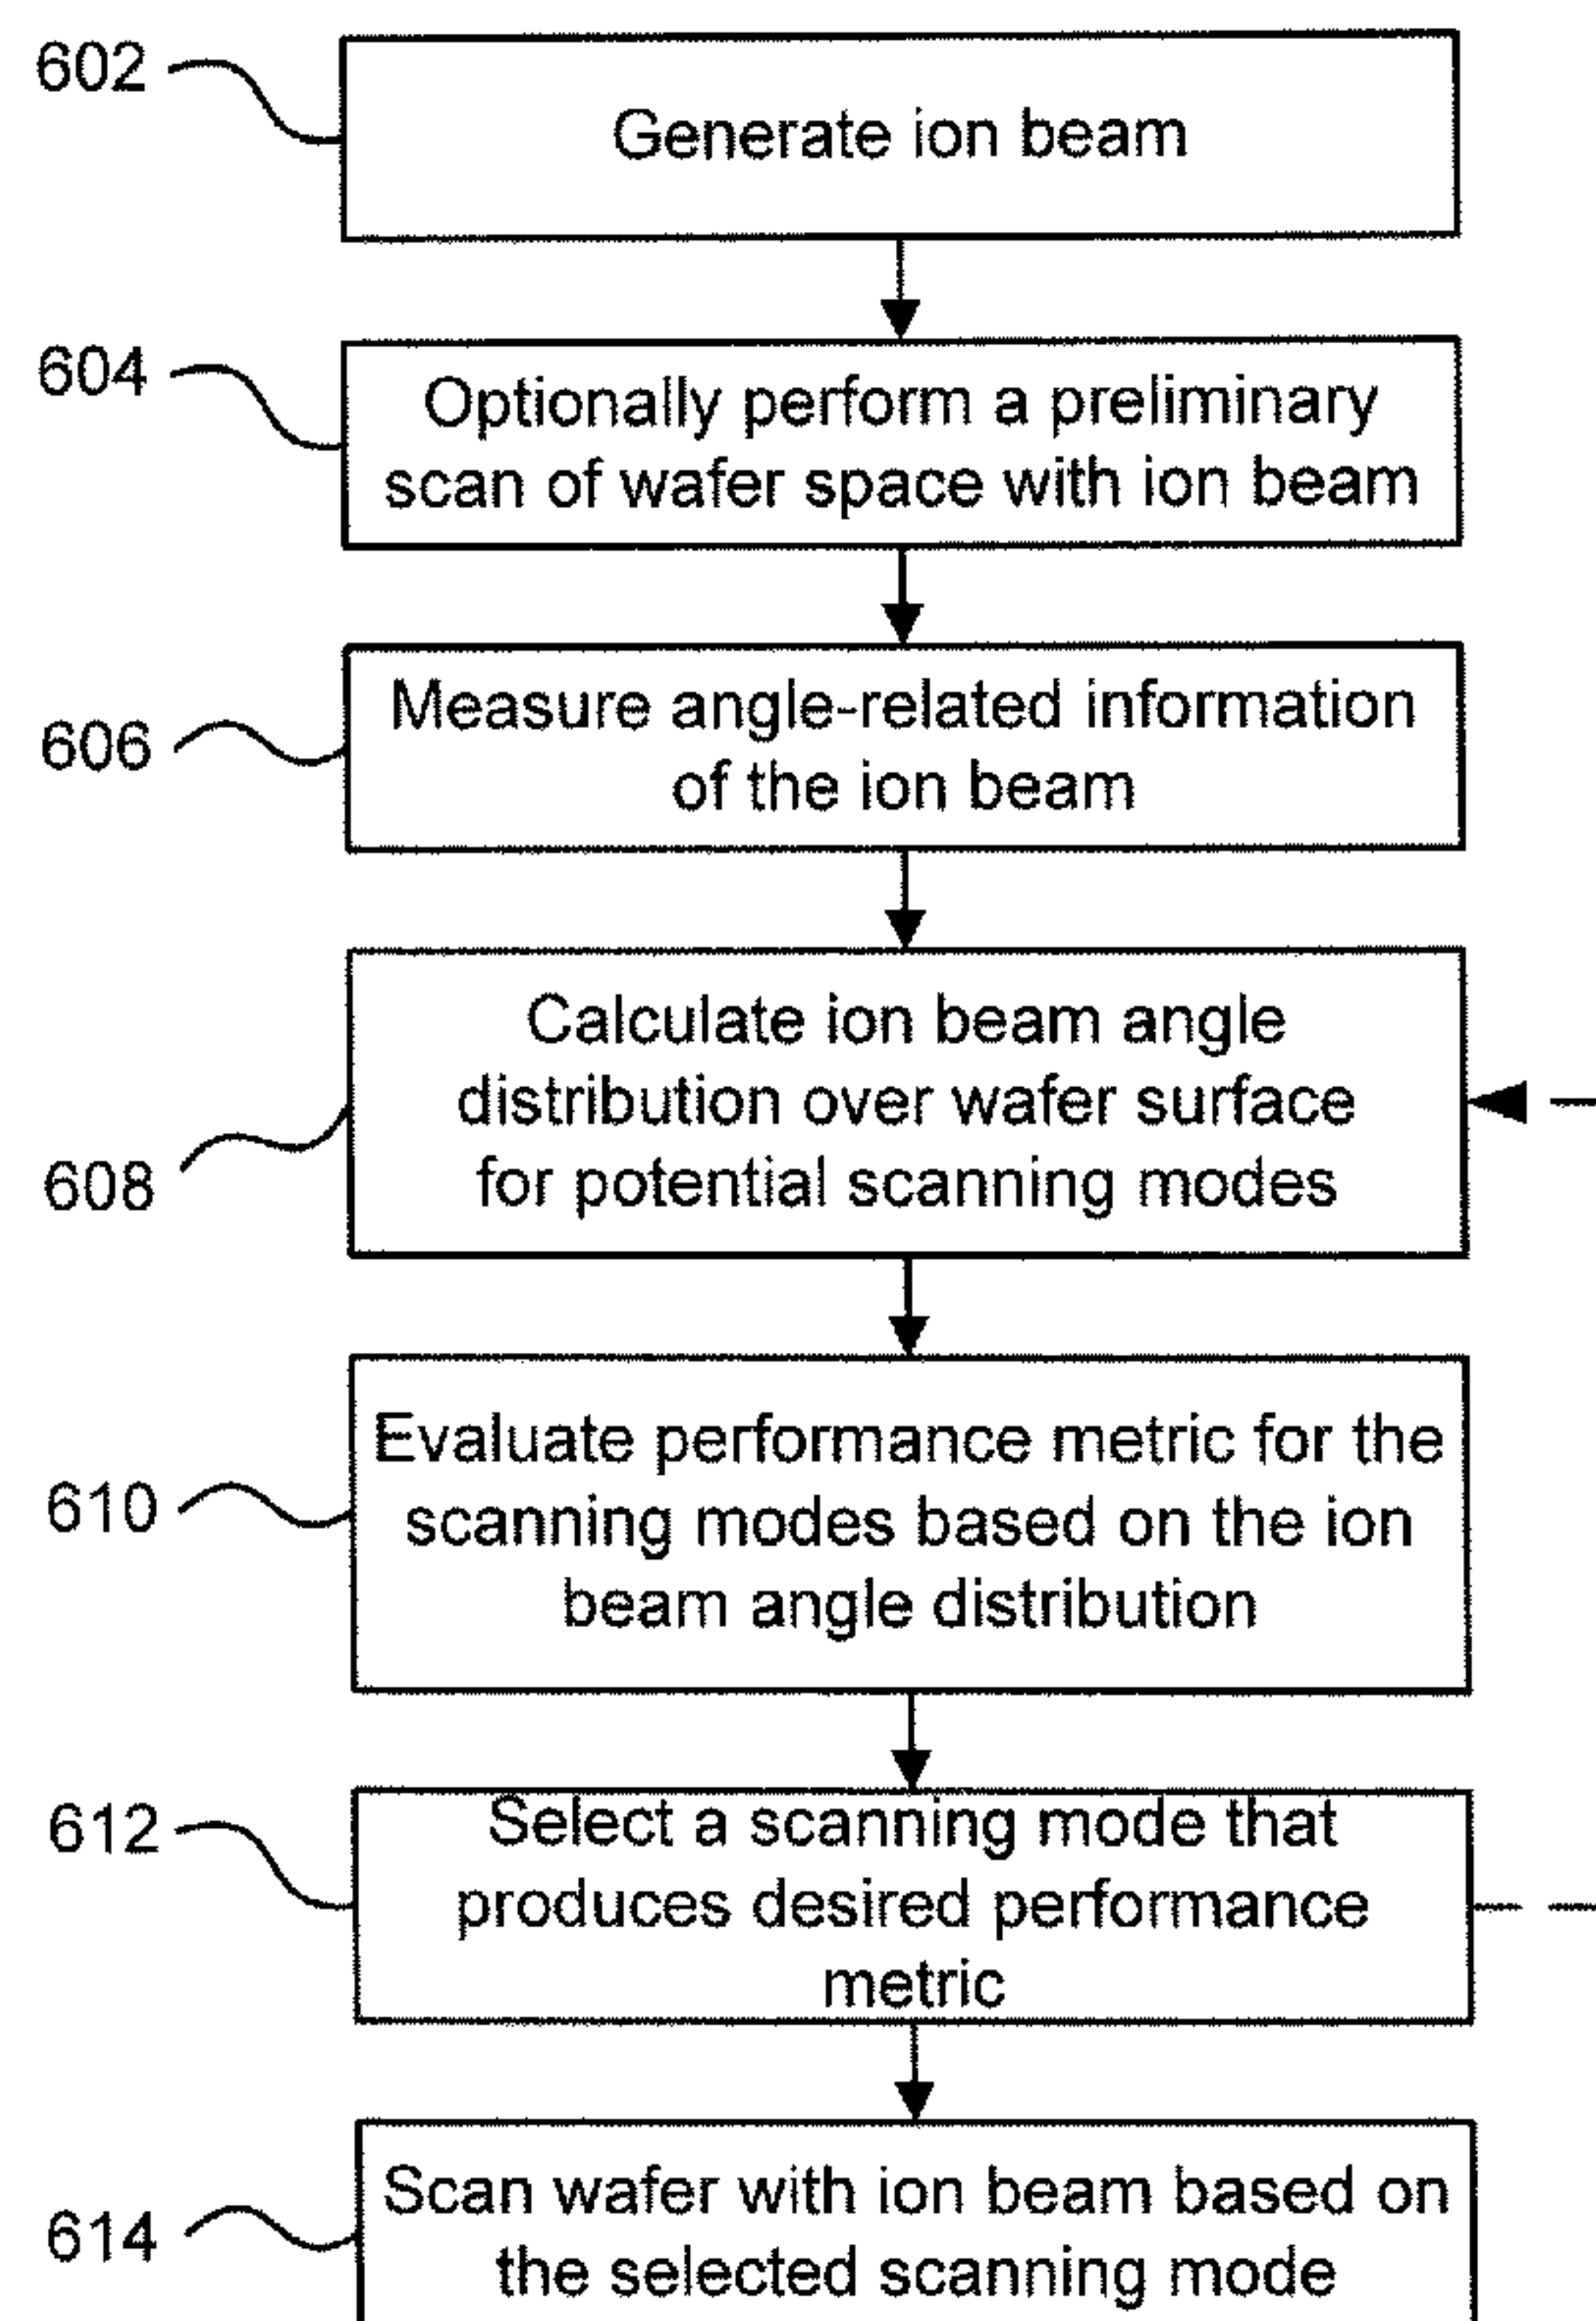 602
Generate ion beam
604
Optionally perform a preliminary
scan of wafer space with ion beam
606
Measure angle-related information
of the ion beam
608
Calculate ion beam angle
distribution over wafer surface
for potential scanning modes
610
Evaluate performance metric for the
scanning modes based on the ion
beam angle distribution
612
Select a scanning mode that
produces desired performance
metric
614
Scan wafer with ion beam based on
the selected scanning mode